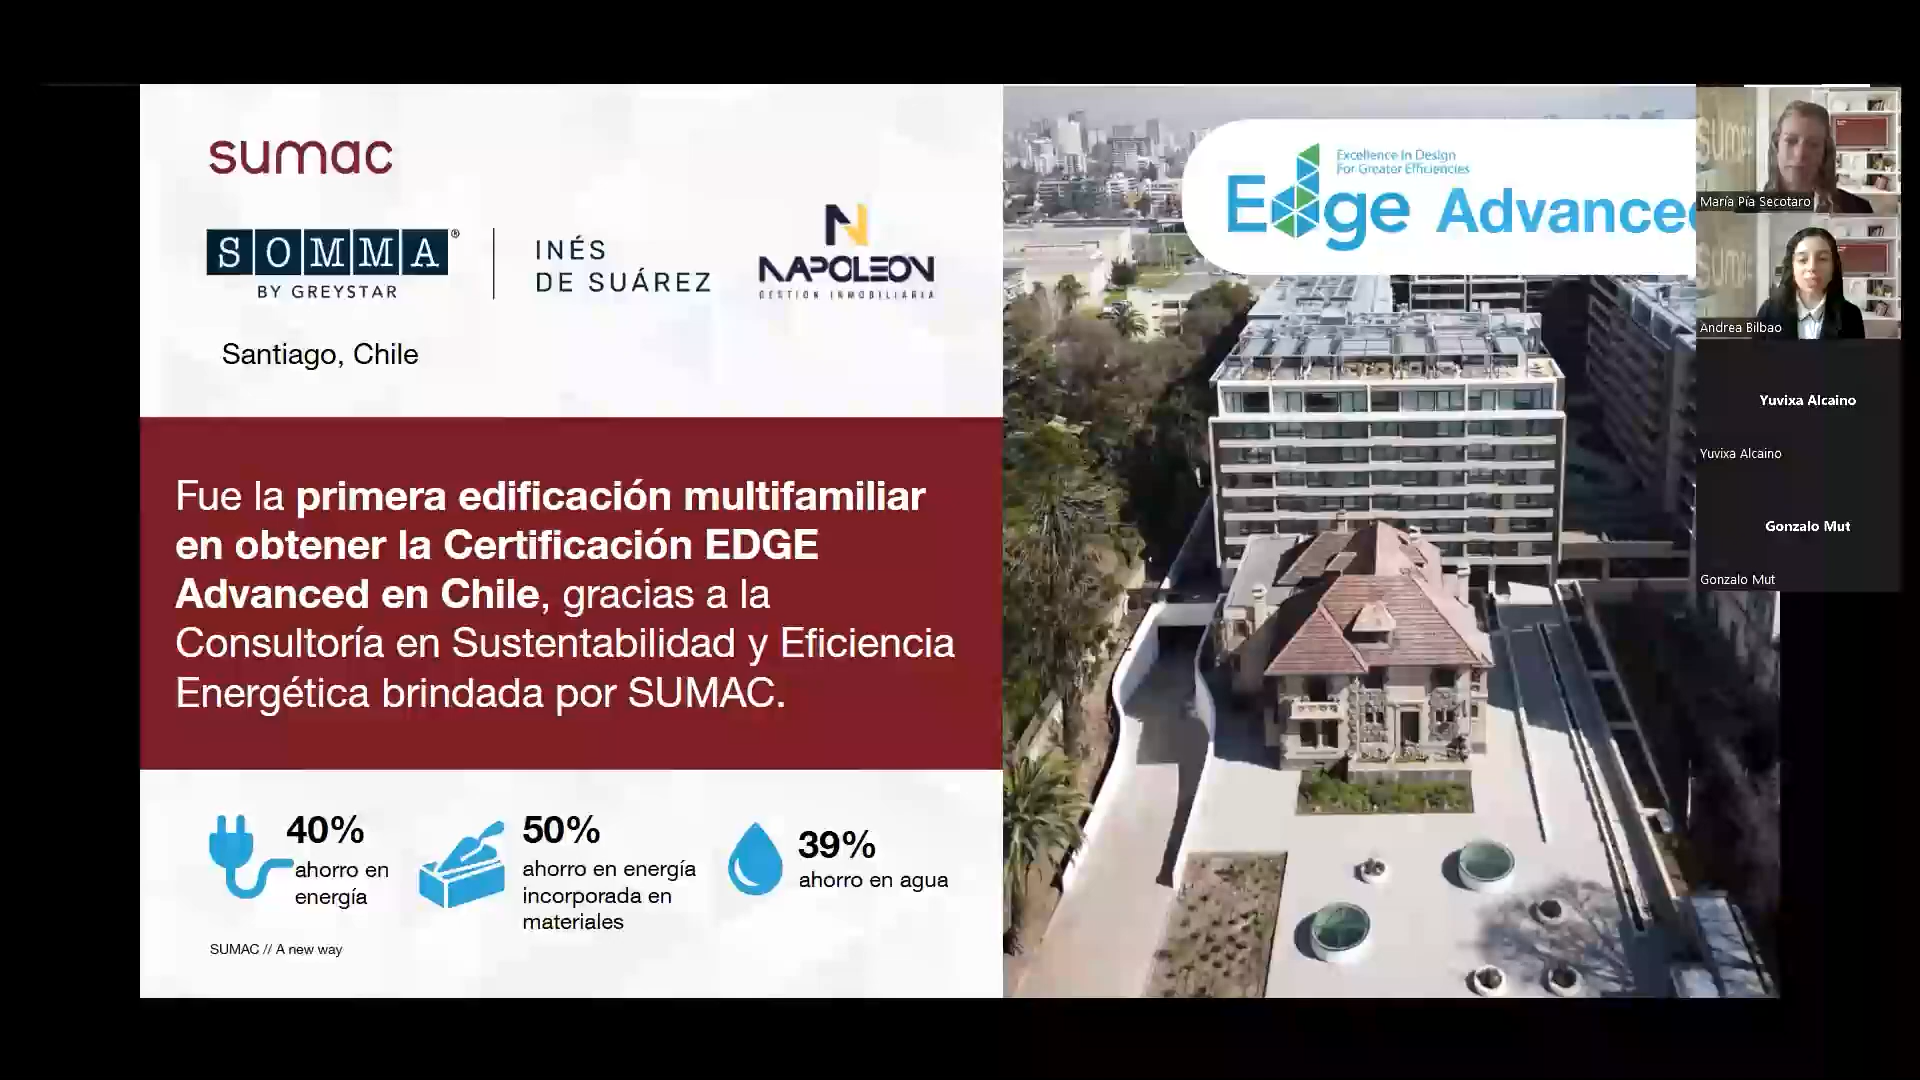 sumac
SOMMA®
BY GREYSTAR
INÉS
DE SUÁREZ
NAPOLEON
GESTIÓN INMOBILIARIA
Santiago, Chile
Fue la primera edificación multifamiliar
en obtener la Certificación EDGE
Advanced en Chile, gracias a la
Consultoría en Sustentabilidad y Eficiencia
Energética brindada por SUMAC.
40%
ahorro en
energía
50%
ahorro en energía
incorporada en
materiales
39%
ahorro en agua
SUMAC // A new way
Excellence In Design
For Greater Efficiencies
Edge Advanced
María Pía Secotaro
Andrea Bilbao
Yuvixa Alcaino
Yuvixa Alcaino
Gonzalo Mut
Gonzalo Mut